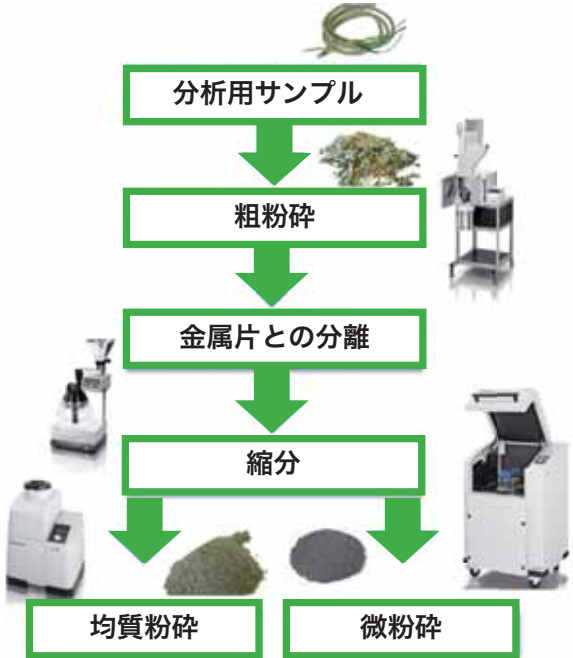 分析用サンプル
粗粉砕
金属片との分離
縮分
均質粉砕
微粉砕